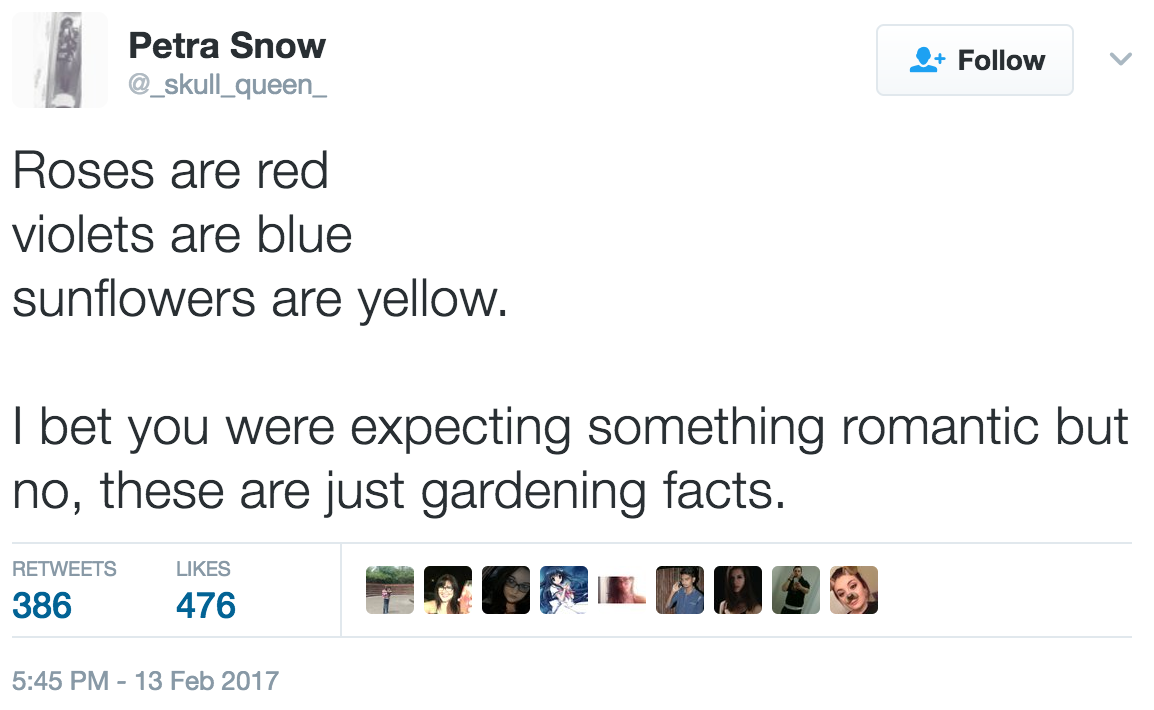 Petra Snow
@_skull_queen_
Follow
Roses are red
violets are blue
sunflowers are yellow.
I bet you were expecting something romantic but
no, these are just gardening facts.
RETWEETS LIKES
386 476
5:45 PM - 13 Feb 2017